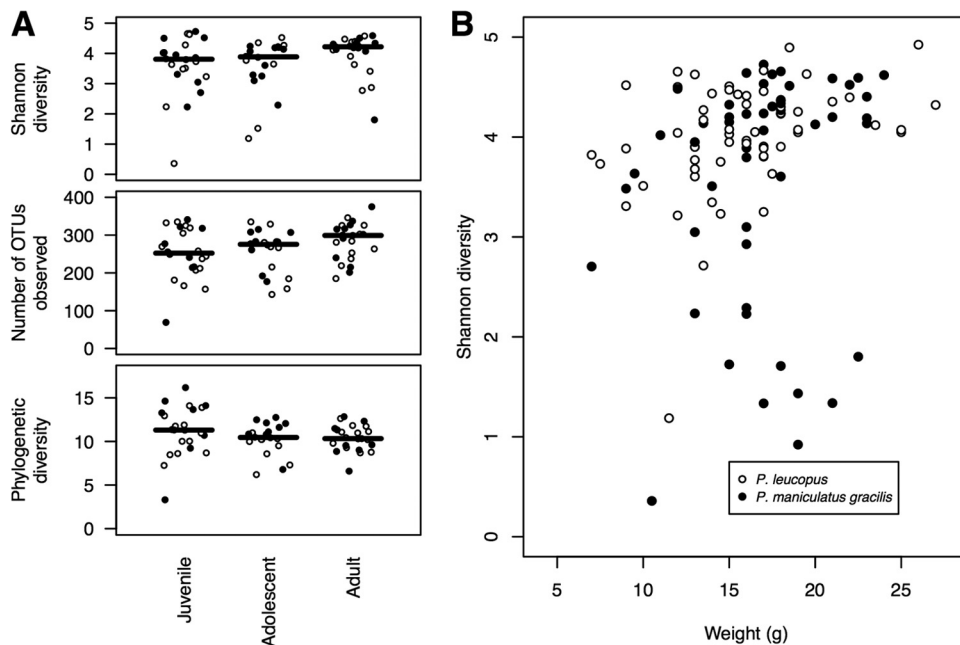 A
Shannon
diversity
5
4
3
2
1
0
Number of OTUs
observed
400
300
200
100
0
Phylogenetic
diversity
15
10
5
0
Juvenile
Adolescent
Adult
B
Shannon diversity
5
4
3
2
1
0
P. leucopus
P. maniculatus gracilis
5 10 15 20 25
Weight (g)